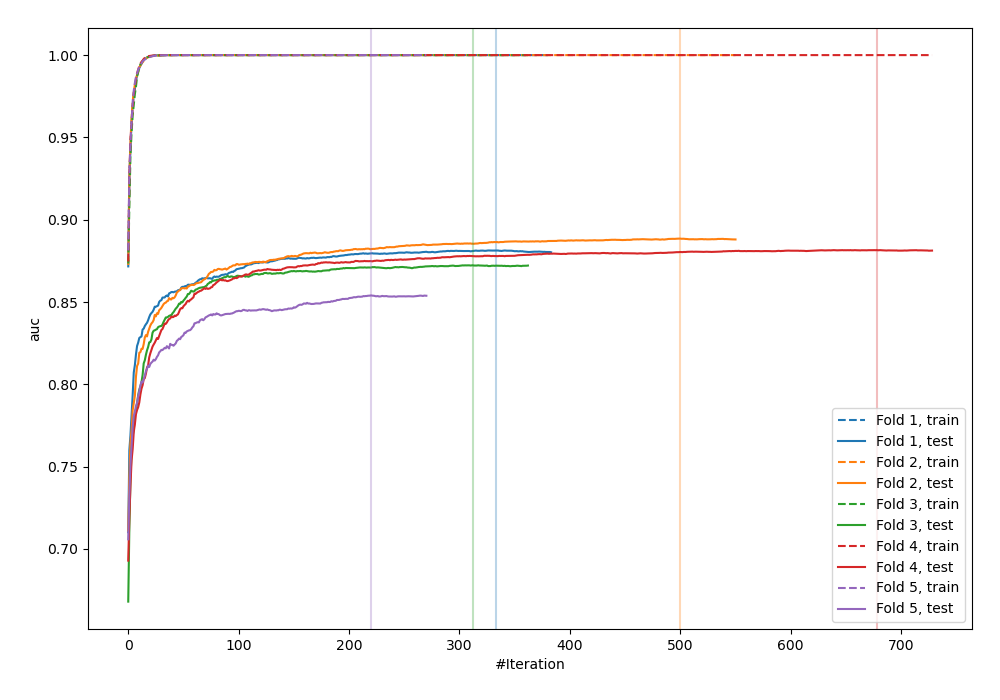 1.00
0.95
0.90
0.85
0.80
0.75
0.70
auc
0 100 200 300 400 500 600 700
#Iteration
Fold 1, train
Fold 1, test
Fold 2, train
Fold 2, test
Fold 3, train
Fold 3, test
Fold 4, train
Fold 4, test
Fold 5, train
Fold 5, test